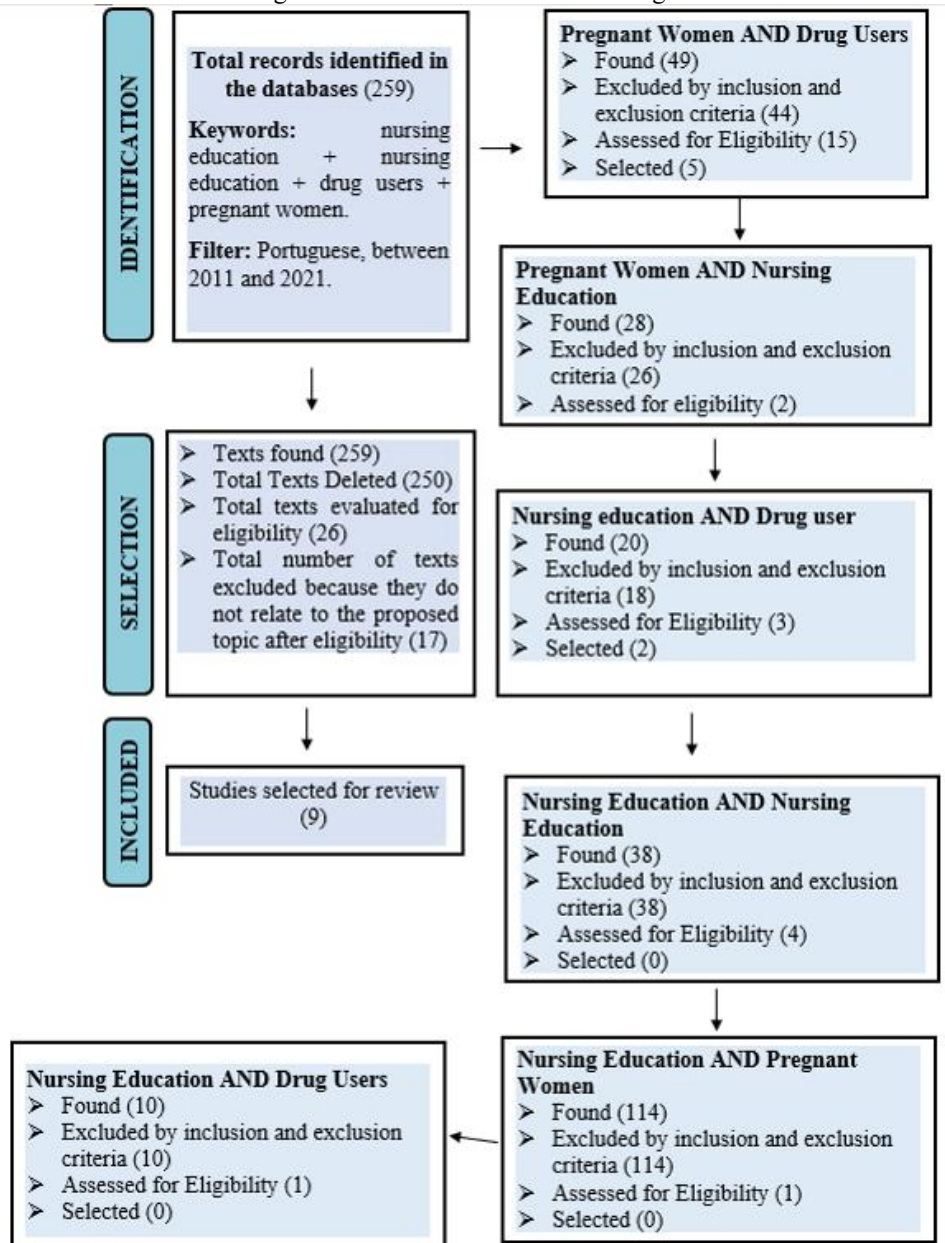 IDENTIFICATION
Total records identified in
the databases (259)
Keywords: nursing
education + nursing
education + drug users +
pregnant women.
Filter: Portuguese, between
2011 and 2021.
Pregnant Women AND Drug Users
➢ Found (49)
➢ Excluded by inclusion and
exclusion criteria (44)
➢ Assessed for Eligibility (15)
➢ Selected (5)
Pregnant Women AND Nursing
Education
➢ Found (28)
➢ Excluded by inclusion and exclusion
criteria (26)
➢ Assessed for eligibility (2)
SELECTION
➢ Texts found (259)
➢ Total Texts Deleted (250)
➢ Total texts evaluated for
eligibility (26)
➢ Total number of texts
excluded because they do
not relate to the proposed
topic after eligibility (17)
Nursing education AND Drug user
➢ Found (20)
➢ Excluded by inclusion and exclusion
criteria (18)
➢ Assessed for Eligibility (3)
➢ Selected (2)
INCLUDED
Studies selected for review
(9)
Nursing Education AND Nursing
Education
➢ Found (38)
➢ Excluded by inclusion and exclusion
criteria (38)
➢ Assessed for Eligibility (4)
➢ Selected (0)
Nursing Education AND Pregnant
Women
➢ Found (114)
➢ Excluded by inclusion and exclusion
criteria (114)
➢ Assessed for Eligibility (1)
➢ Selected (0)
Nursing Education AND Drug Users
➢ Found (10)
➢ Excluded by inclusion and exclusion
criteria (10)
➢ Assessed for Eligibility (1)
➢ Selected (0)